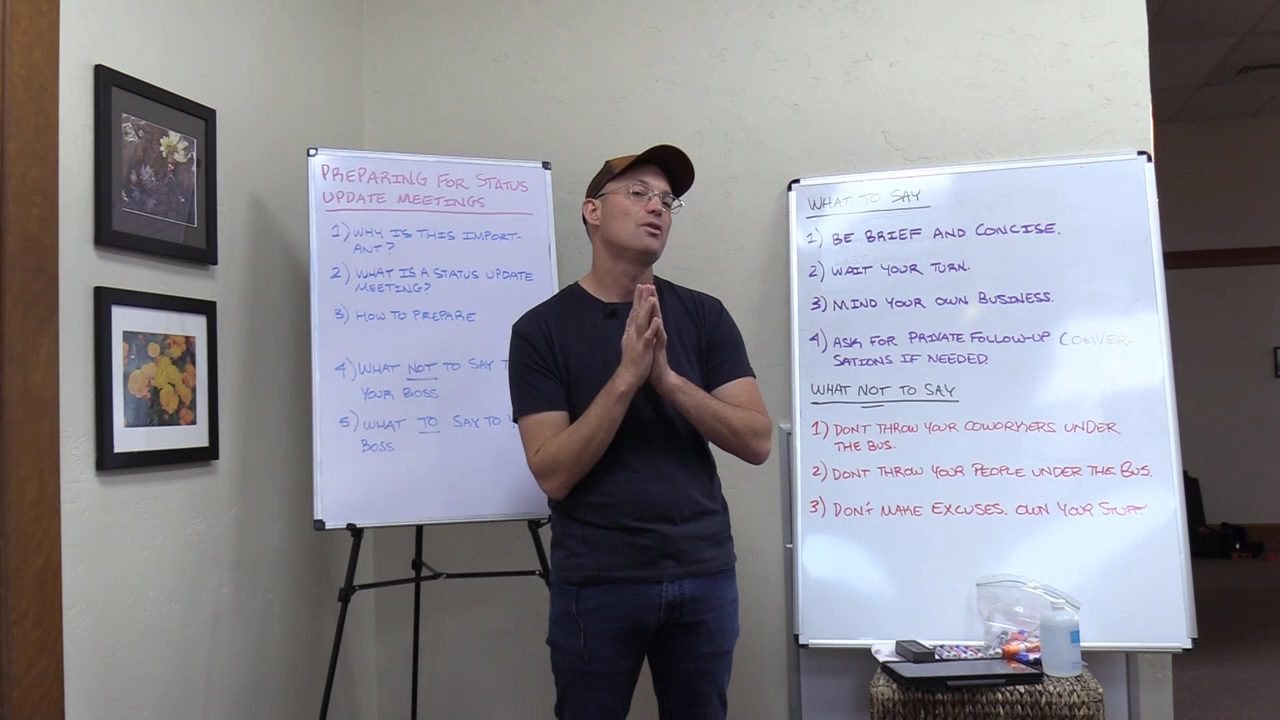 PREPARING FOR STATUS
UPDATE MEETINGS
1) WHY IS THIS IMPORT-
ANT?
2) WHAT IS A STATUS UPDATE
MEETING?
3) HOW TO PREPARE
4) WHAT NOT TO SAY
YOUR BOSS
5) WHAT TO SAY TO
BOSS
WHAT TO SAY
1) BE BRIEF AND CONCISE.
2) WAIT YOUR TURN.
3) MIND YOUR OWN BUSINESS.
4) ASK FOR PRIVATE FOLLOW-UP CONVER-
SATIONS IF NEEDED.
WHAT NOT TO SAY
1) DONT THROW YOUR COWORKERS UNDER
THE BUS.
2) DONT THROW YOUR PEOPLE UNDER THE BUS.
3) DON'T MAKE EXCUSES. OWN YOUR STUFF.